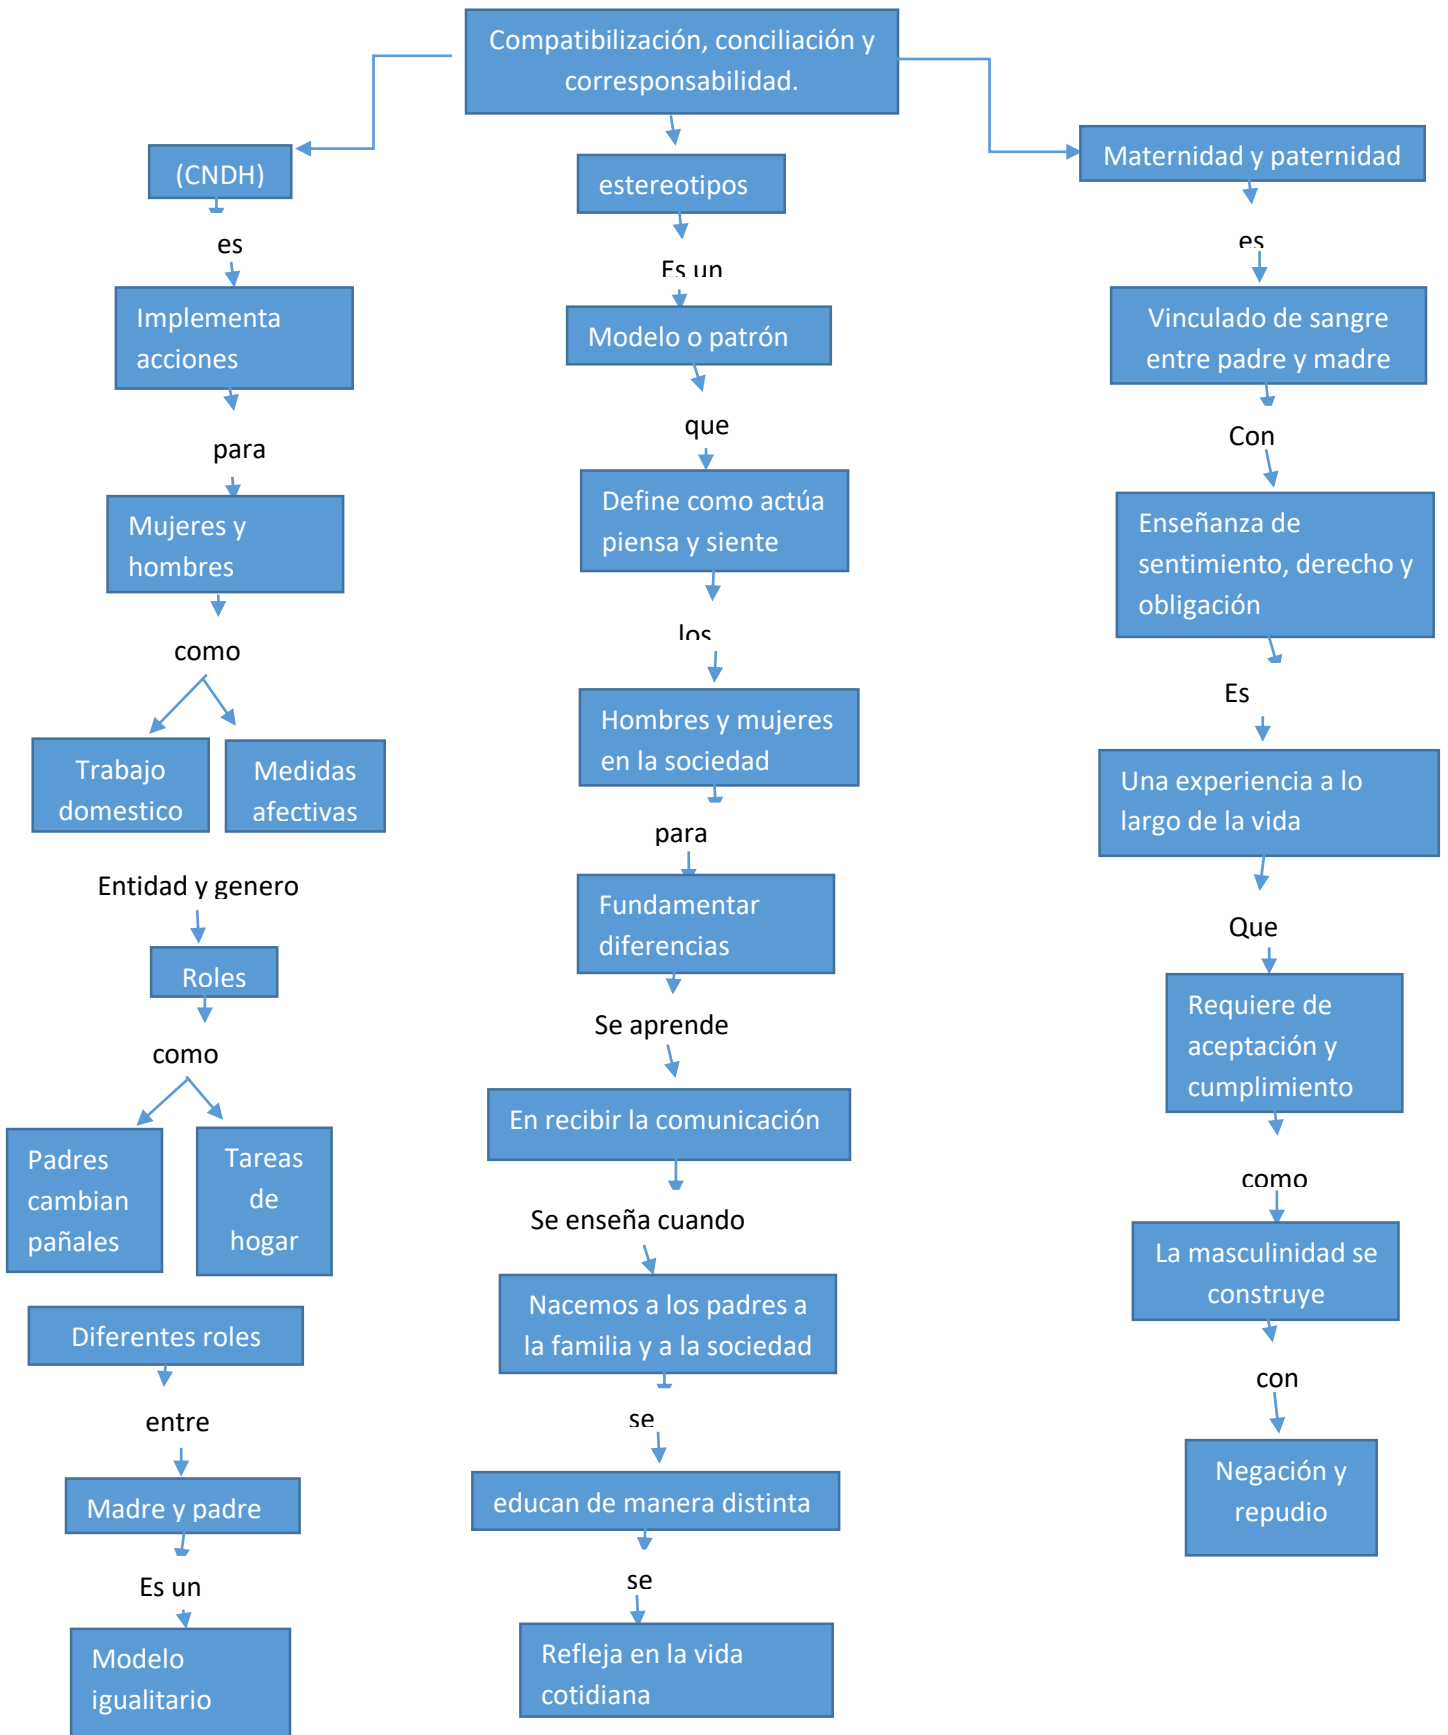 Compatibilización, conciliación y
corresponsabilidad.
(CNDH)
es
Implementa
acciones
para
Mujeres y
hombres
como
Trabajo
domestico
Medidas
afectivas
Entidad y genero
Roles
como
Padres
cambian
pañales
Tareas
de
hogar
Diferentes roles
entre
Madre y padre
Es un
Modelo
igualitario
estereotipos
Es un
Modelo o patrón
que
Define como actúa
piensa y siente
los
Hombres y mujeres
en la sociedad
para
Fundamentar
diferencias
Se aprende
En recibir la comunicación
Se enseña cuando
Nacemos a los padres a
la familia y a la sociedad
se
educan de manera distinta
se
Refleja en la vida
cotidiana
Maternidad y paternidad
es
Vinculado de sangre
entre padre y madre
Con
Enseñanza de
sentimiento, derecho y
obligación
Es
Una experiencia a lo
largo de la vida
Que
Requiere de
aceptación y
cumplimiento
como
La masculinidad se
construye
con
Negación y
repudio